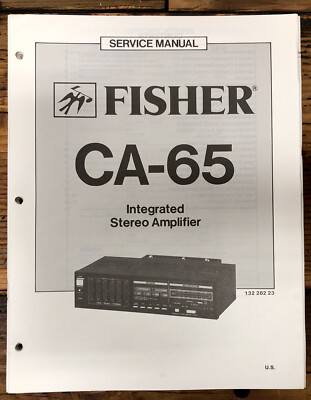 SERVICE MANUAL
FISHER®
CA-65
Integrated
Stereo Amplifier
132 262 23
U.S.